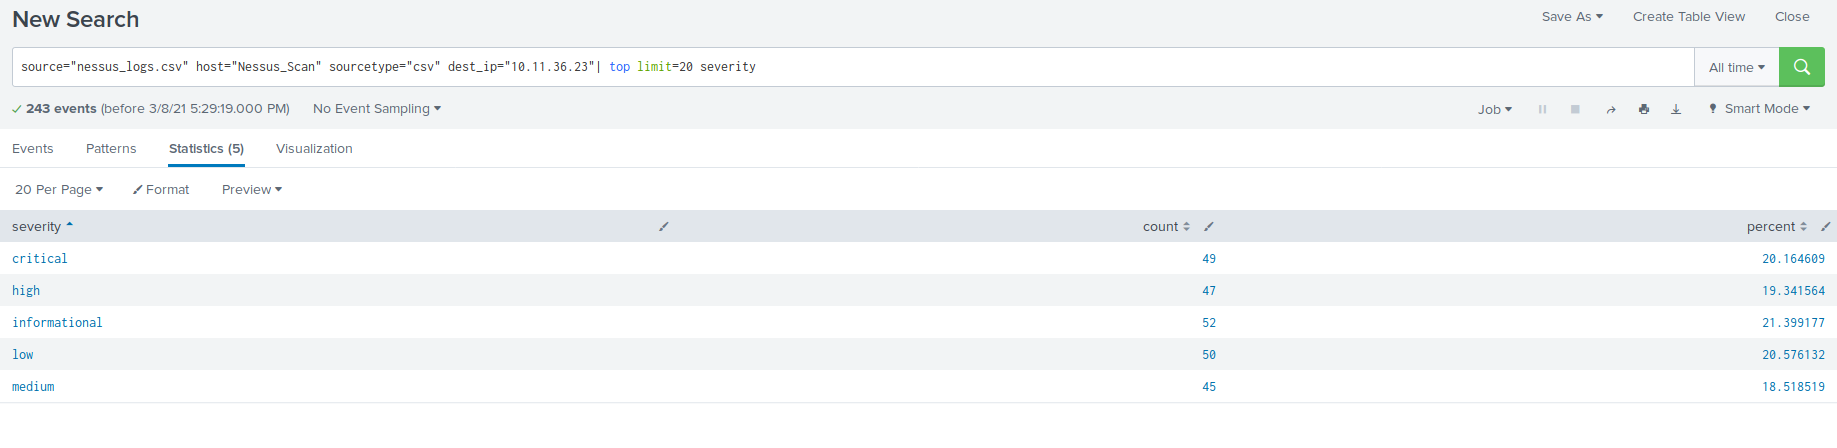 New Search
Save As Create Table View Close
source="nessus_logs.csv" host="Nessus_Scan" sourcetype="csv" dest_ip="10.11.36.23"| top limit=20 severity
All time
243 events (before 3/8/21 5:29:19.000 PM) No Event Sampling
Job Smart Mode
Events Patterns Statistics (5) Visualization
20 Per Page Format Preview
severity count percent
critical 49 20.164609
high 47 19.341564
informational 52 21.399177
low 50 20.576132
medium 45 18.518519